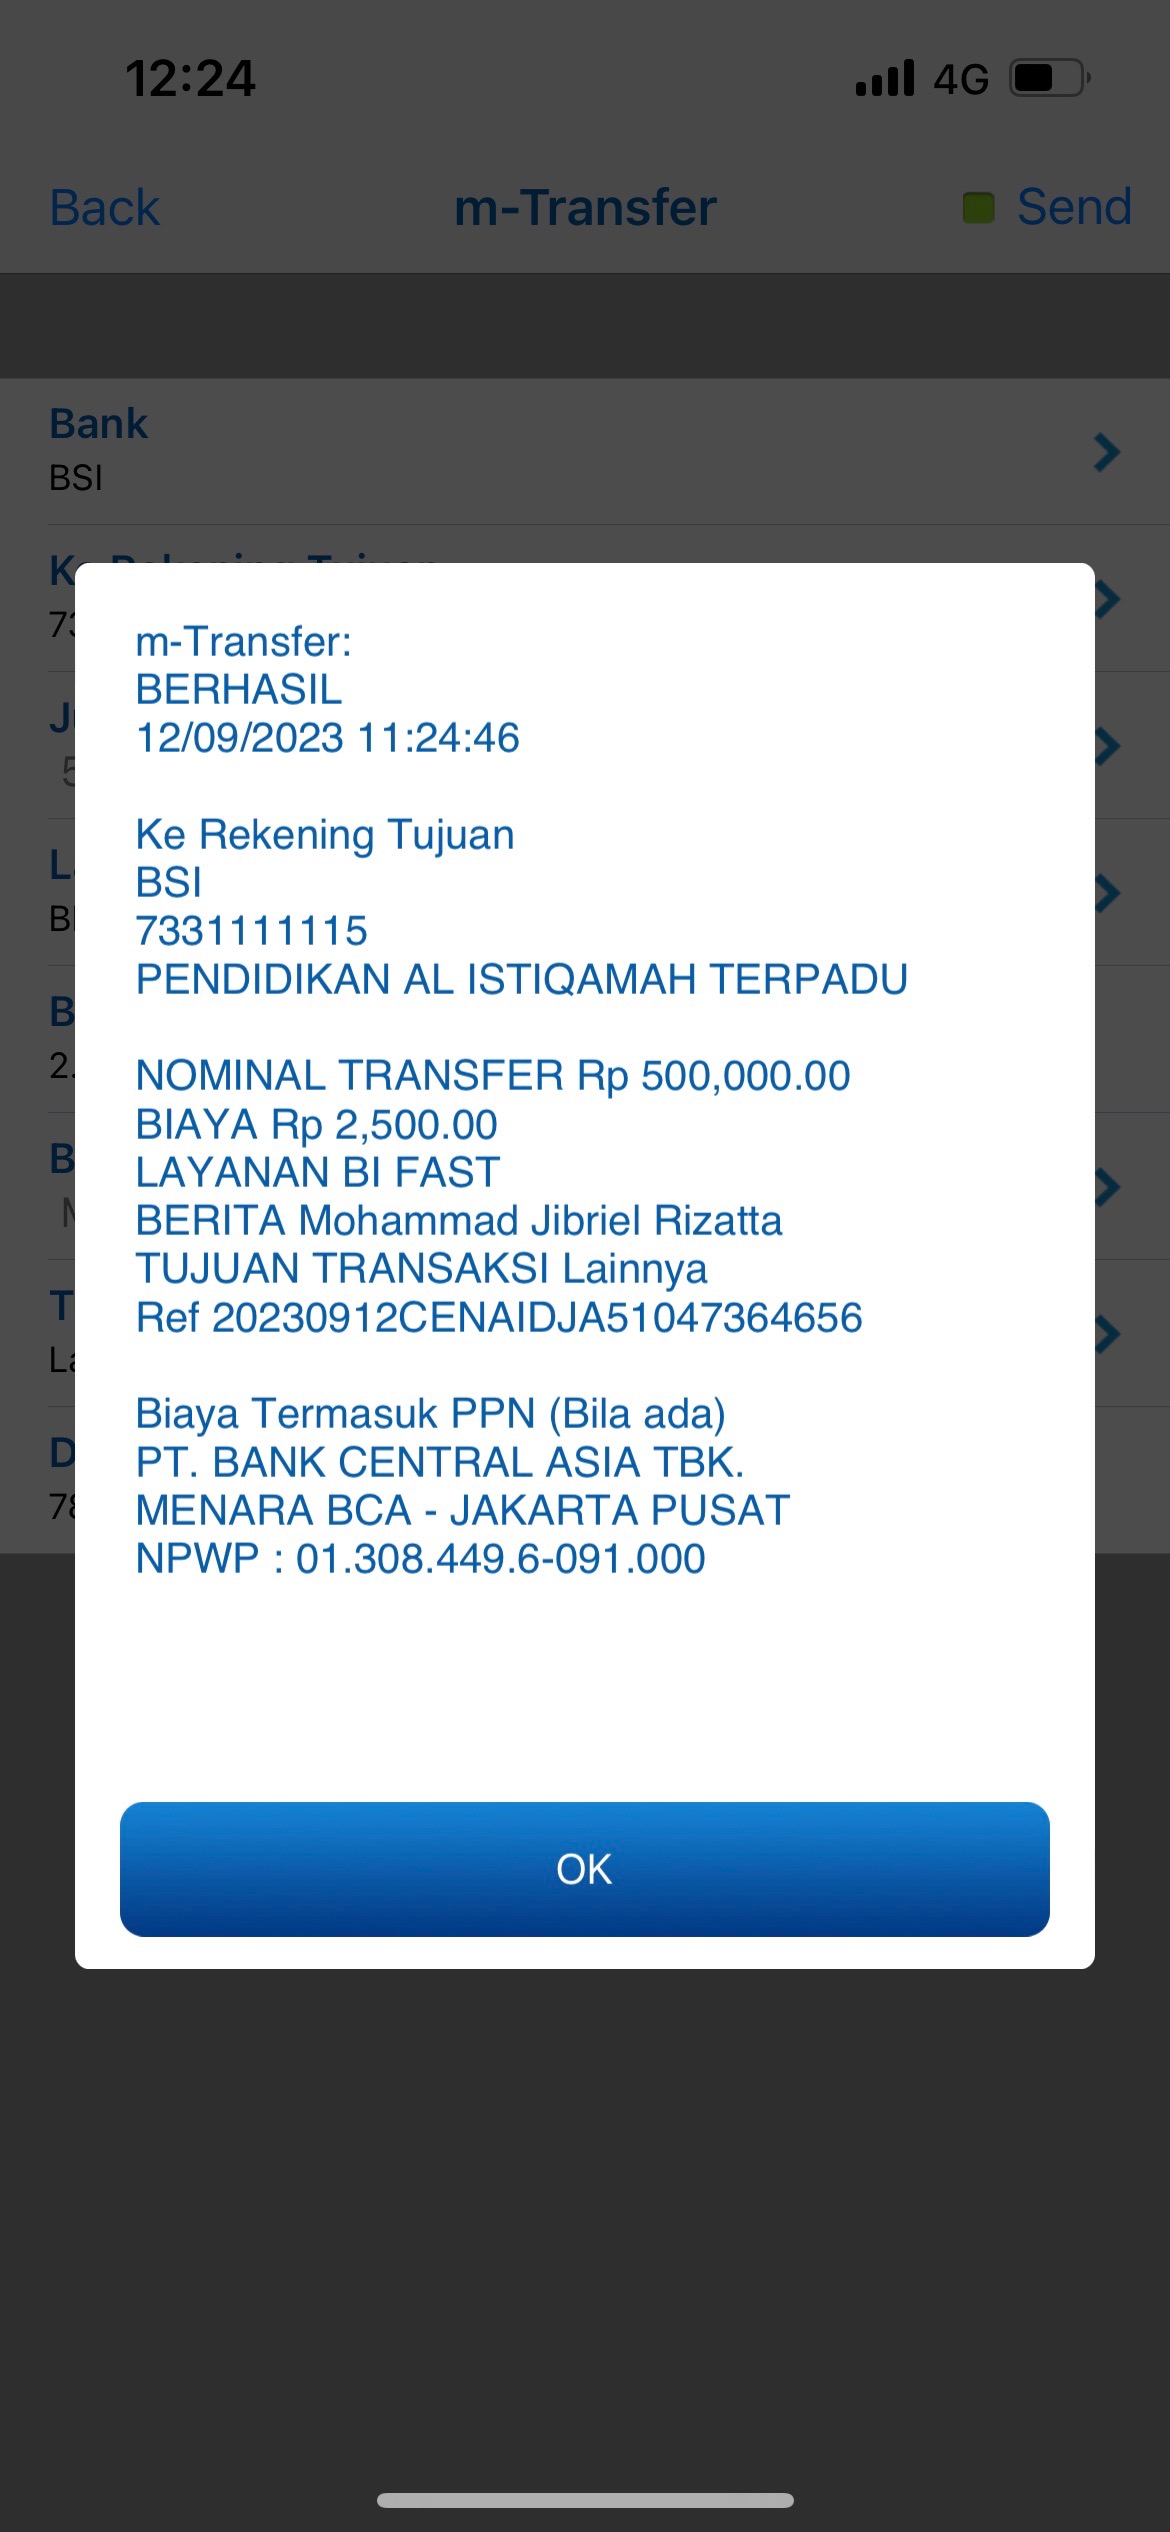 12:24
4G
Back
m-Transfer
Send
Bank
BSI
m-Transfer:
BERHASIL
12/09/2023 11:24:46
Ke Rekening Tujuan
BSI
7331111115
PENDIDIKAN AL ISTIQAMAH TERPADU
NOMINAL TRANSFER Rp 500,000.00
BIAYA Rp 2,500.00
LAYANAN BI FAST
BERITA Mohammad Jibriel Rizatta
TUJUAN TRANSAKSI Lainnya
Ref 20230912CENAIDJA51047364656
Biaya Termasuk PPN (Bila ada)
PT. BANK CENTRAL ASIA TBK.
MENARA BCA - JAKARTA PUSAT
NPWP : 01.308.449.6-091.000
OK